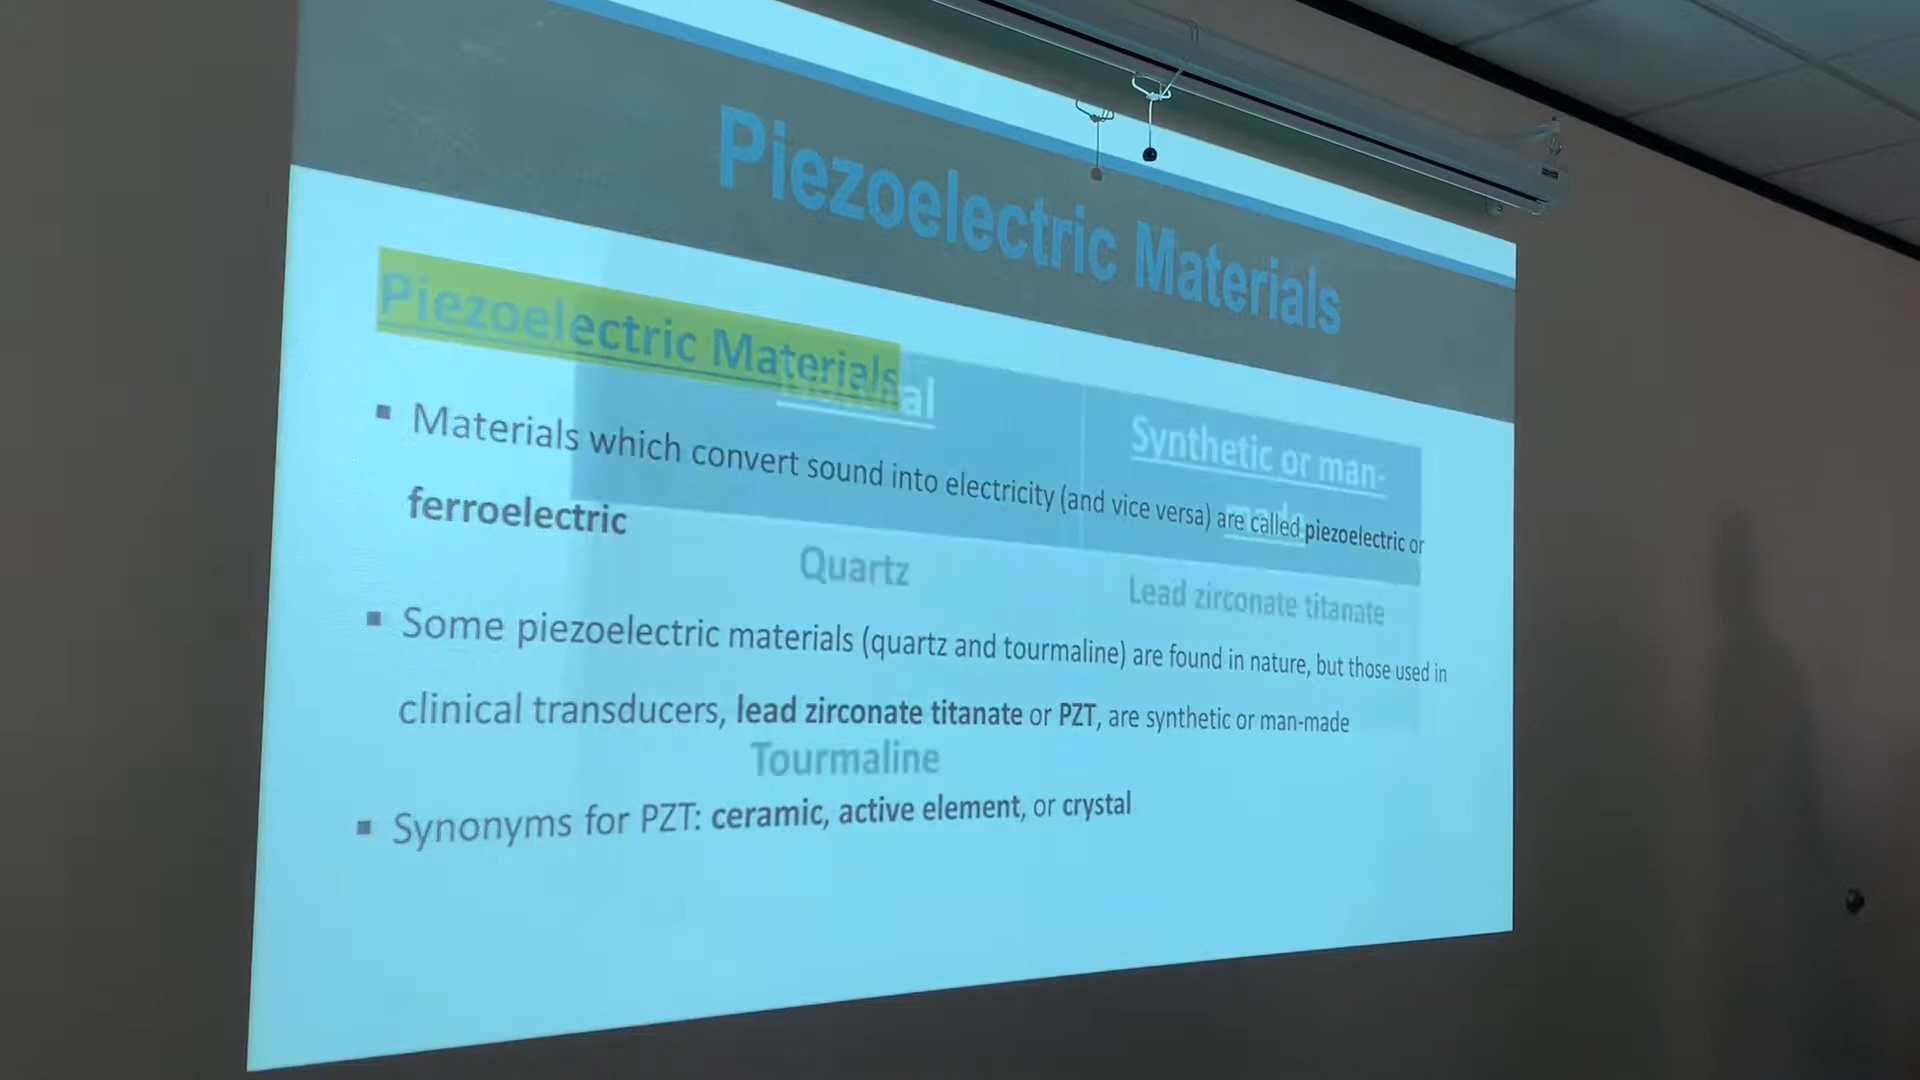 Piezoelectric Materials
Piezoelectric Materials
Synthetic or man-
▪ Materials which convert sound into electricity (and vice versa) are called piezoelectric or
ferroelectric
Quartz
Lead zirconate titanate
▪ Some piezoelectric materials (quartz and tourmaline) are found in nature, but those used in
clinical transducers, lead zirconate titanate or PZT, are synthetic or man-made
Tourmaline
▪ Synonyms for PZT: ceramic, active element, or crystal